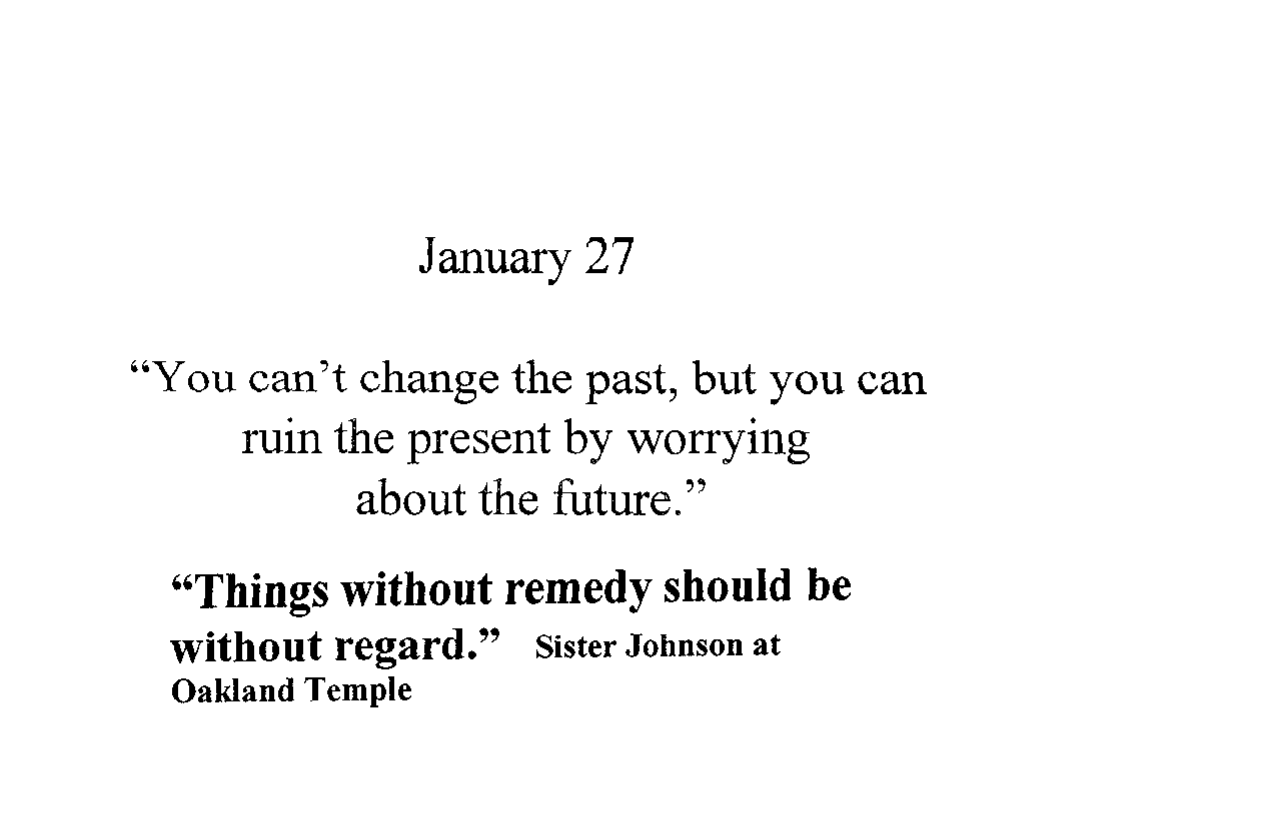 January 27
“You can’t change the past, but you can
ruin the present by worrying
about the future.”
“Things without remedy should be
without regard.” Sister Johnson at
Oakland Temple